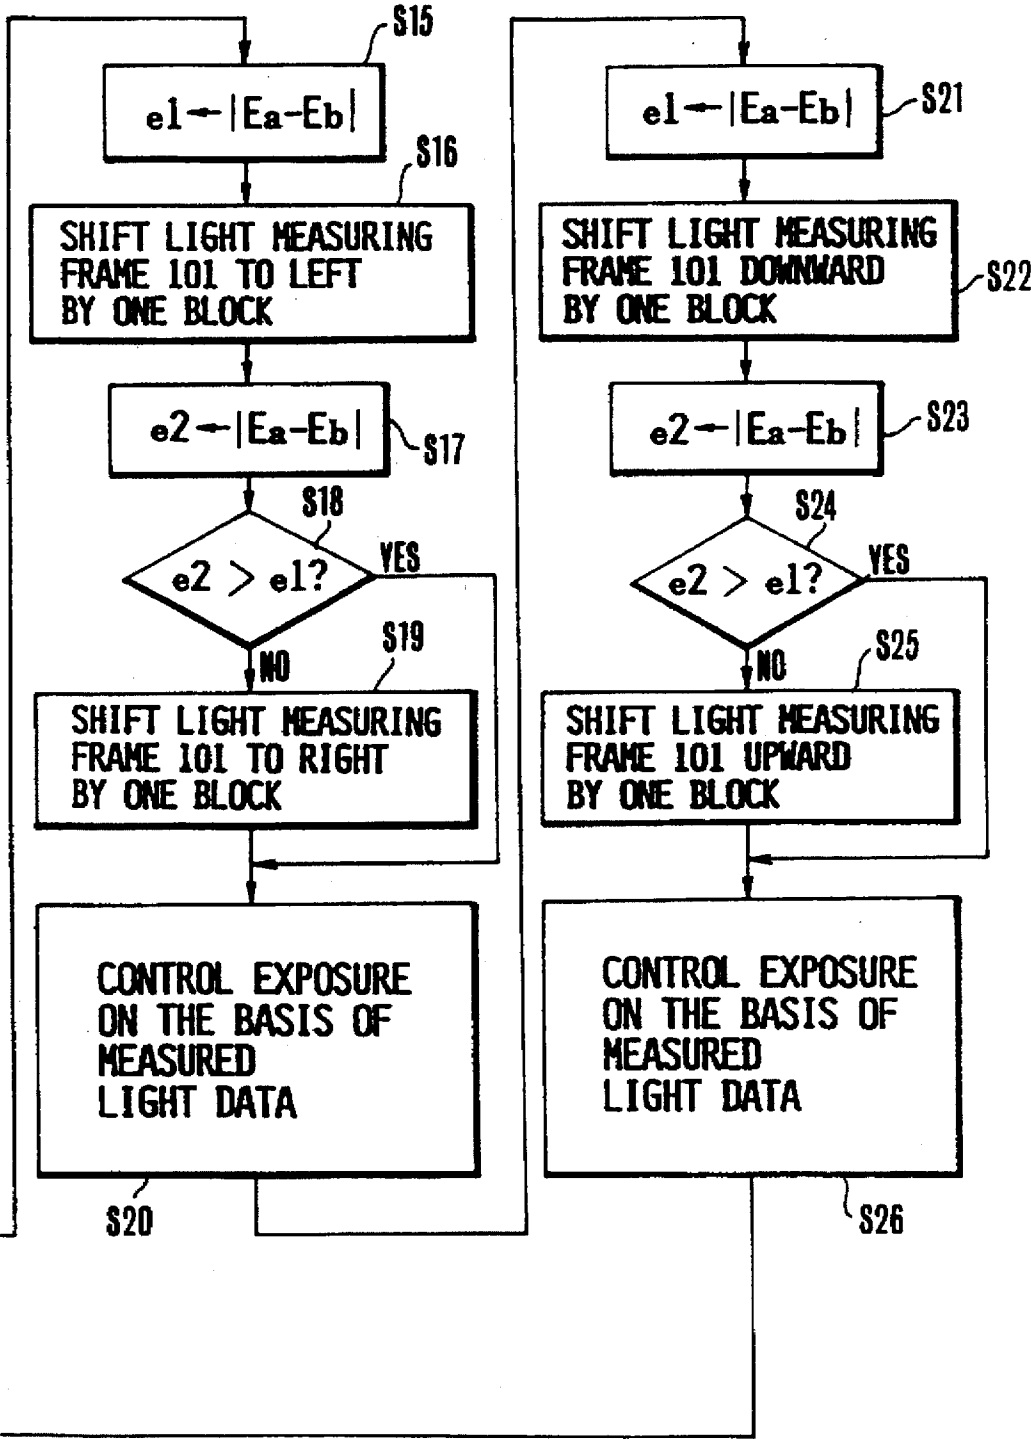 S15
e1←|Ea-Eb|
S16
SHIFT LIGHT MEASURING
FRAME 101 TO LEFT
BY ONE BLOCK
e2←|Ea-Eb|
S17
S18
e2 > e1?
YES
NO
S19
SHIFT LIGHT MEASURING
FRAME 101 TO RIGHT
BY ONE BLOCK
CONTROL EXPOSURE
ON THE BASIS OF
MEASURED
LIGHT DATA
S20
e1←|Ea-Eb|
S21
SHIFT LIGHT MEASURING
FRAME 101 DOWNWARD
BY ONE BLOCK
S22
e2←|Ea-Eb|
S23
S24
e2 > e1?
YES
NO
S25
SHIFT LIGHT MEASURING
FRAME 101 UPWARD
BY ONE BLOCK
CONTROL EXPOSURE
ON THE BASIS OF
MEASURED
LIGHT DATA
S26